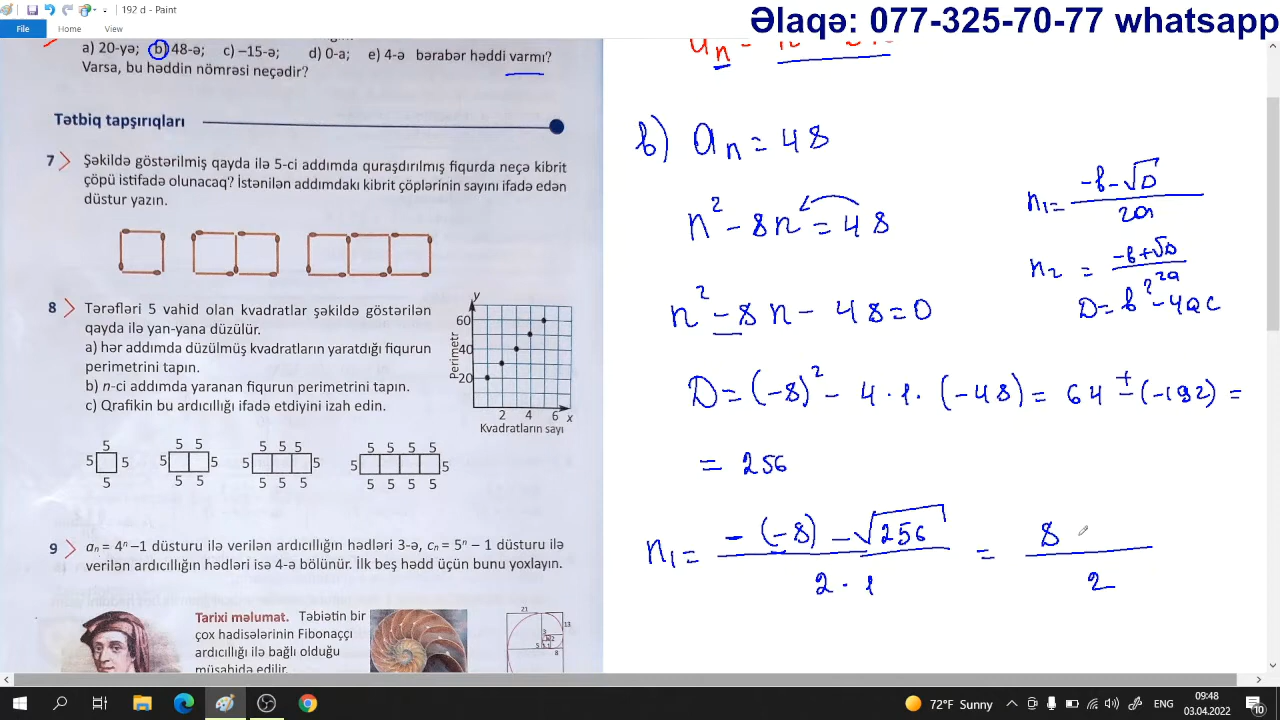 192 d - Paint
Əlaqə: 077-325-70-77 whatsapp
File Home View
a) 20-yə; b) 48-ə; c) –15-ə; d) 0-a; e) 4-ə bərabər həddi varmı?
Varsa, bu həddin nömrəsi neçədir?
Tətbiq tapşırıqları
7 Şəkildə göstərilmiş qayda ilə 5-ci addımda quraşdırılmış fiqurda neçə kibrit
çöpü istifadə olunacaq? İstənilən addımdakı kibrit çöplərinin sayını ifadə edən
düstur yazın.
8 Tərəfləri 5 vahid olan kvadratlar şəkildə göstərilən
qayda ilə yan-yana düzülür.
a) hər addımda düzülmüş kvadratların yaratdığı fiqurun
perimetrini tapın.
b) n-ci addımda yaranan fiqurun perimetrini tapın.
c) Qrafikin bu ardıcıllığı ifadə etdiyini izah edin.
y
60
40
20
Perimetr
2 4 6 x
Kvadratların sayı
5 5 5 5 5 5 5 5 5 5
5 5 5 5 5 5 5 5
5 5 5 5 5 5 5 5 5 5
9 aₙ = 4ⁿ –1 düsturu ilə verilən ardıcıllığın hədləri 3-ə, cₙ = 5ⁿ – 1 düsturu ilə
verilən ardıcıllığın hədləri isə 4-ə bölünür. İlk beş hədd üçün bunu yoxlayın.
Tarixi məlumat. Təbiətin bir
çox hadisələrinin Fibonaççı
ardıcıllığı ilə bağlı olduğu
müşahidə edilir.
21
13
8
b) aₙ = 48
n² – 8n = 48
n² – 8n – 48 = 0
D = (–8)² – 4 · 1 · (–48) = 64 – (–192) =
= 256
n₁ = –(–8) – √256 / 2 · 1 = 8 / 2
n₁ = –b – √D / 2a
n₂ = –b + √D / 2a
D = b² – 4ac
72°F Sunny
ENG
09:48
03.04.2022
10